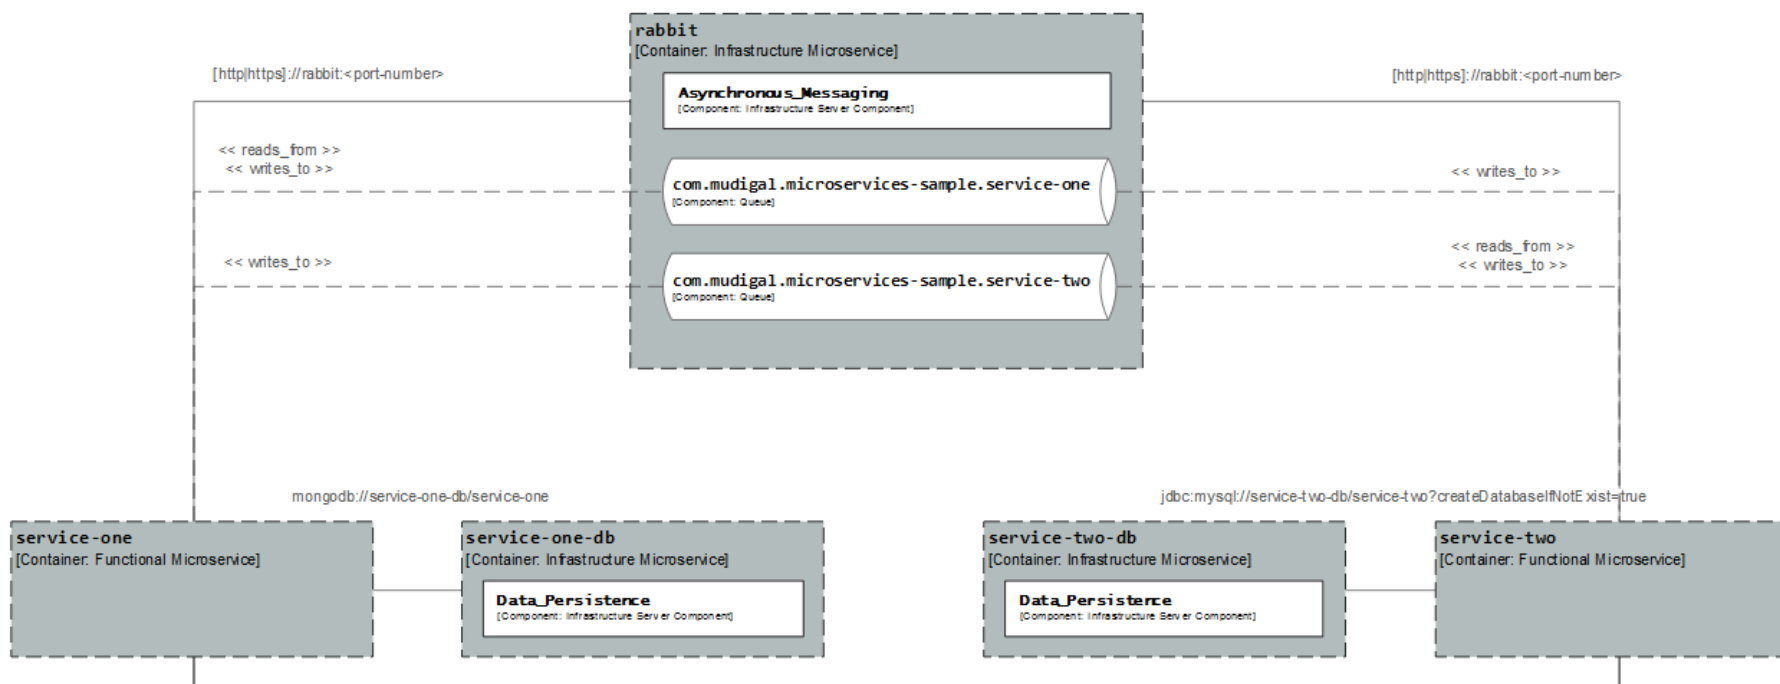 rabbit
[Container: Infrastructure Microservice]
[http|https]://rabbit:<port-number>
[http|https]://rabbit:<port-number>
Asynchronous_Messaging
[Component: Infrastructure Server Component]
<< reads_from >>
<< writes_to >>
com.mudigal.microservices-sample.service-one
[Component: Queue]
<< writes_to >>
<< writes_to >>
com.mudigal.microservices-sample.service-two
[Component: Queue]
<< reads_from >>
<< writes_to >>
mongodb://service-one-db/service-one
jdbc:mysql://service-two-db/service-two?createDatabaseIfNotExist=true
service-one
[Container: Functional Microservice]
service-one-db
[Container: Infrastructure Microservice]
Data_Persistence
[Component: Infrastructure Server Component]
service-two-db
[Container: Infrastructure Microservice]
Data_Persistence
[Component: Infrastructure Server Component]
service-two
[Container: Functional Microservice]